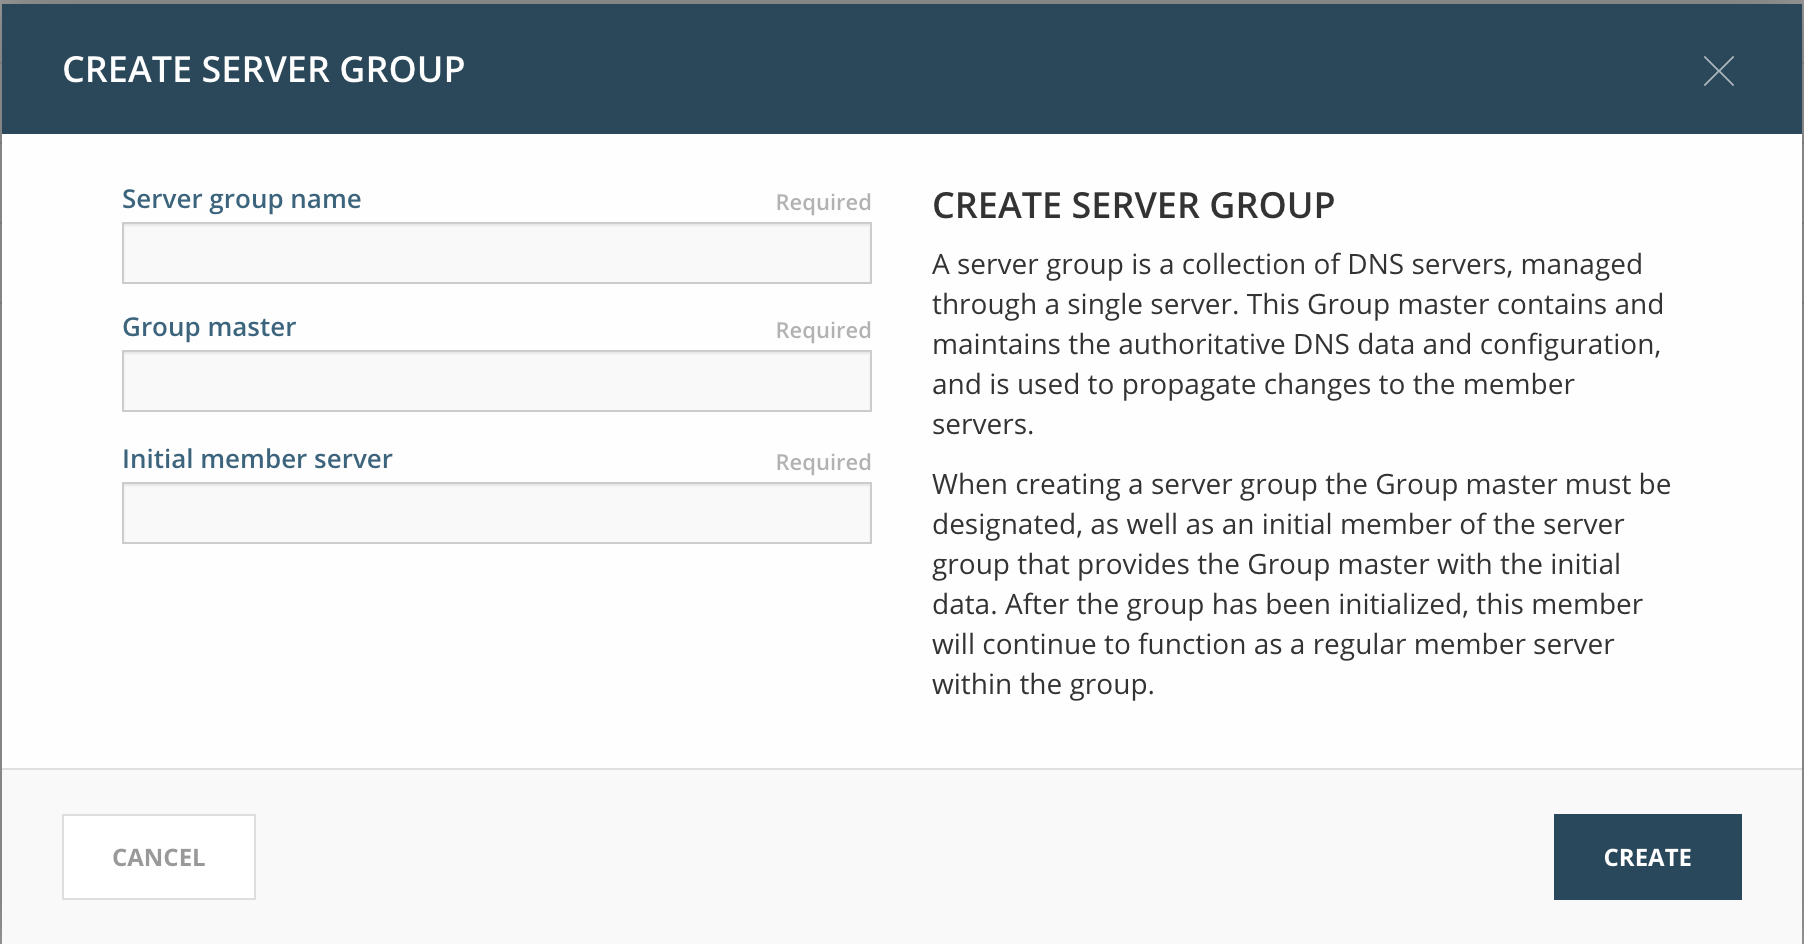 CREATE SERVER GROUP
Server group name
Required
Group master
Required
Initial member server
Required
CREATE SERVER GROUP
A server group is a collection of DNS servers, managed
through a single server. This Group master contains and
maintains the authoritative DNS data and configuration,
and is used to propagate changes to the member
servers.
When creating a server group the Group master must be
designated, as well as an initial member of the server
group that provides the Group master with the initial
data. After the group has been initialized, this member
will continue to function as a regular member server
within the group.
CANCEL
CREATE